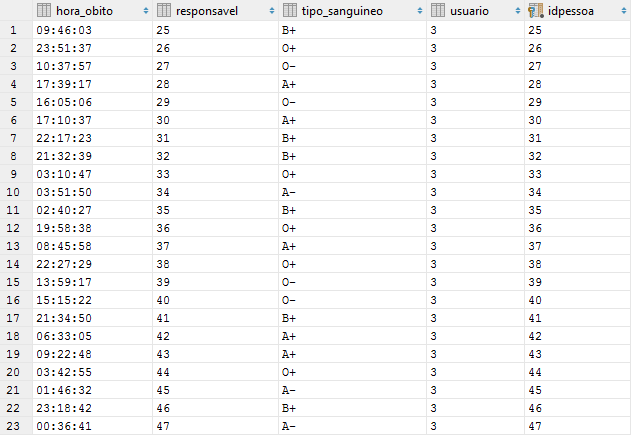 hora_obito responsavel tipo_sanguineo usuario idpessoa
1 09:46:03 25 B+ 3 25
2 23:51:37 26 O+ 3 26
3 10:37:57 27 O- 3 27
4 17:39:17 28 A+ 3 28
5 16:05:06 29 O- 3 29
6 17:10:37 30 A+ 3 30
7 22:17:23 31 B+ 3 31
8 21:32:39 32 B+ 3 32
9 03:10:47 33 O+ 3 33
10 03:51:50 34 A- 3 34
11 02:40:27 35 B+ 3 35
12 19:58:38 36 O+ 3 36
13 08:45:58 37 A+ 3 37
14 22:27:29 38 O+ 3 38
15 13:59:17 39 O- 3 39
16 15:15:22 40 O- 3 40
17 21:34:50 41 B+ 3 41
18 06:33:05 42 A+ 3 42
19 09:22:48 43 A+ 3 43
20 03:42:55 44 O+ 3 44
21 01:46:32 45 A- 3 45
22 23:18:42 46 B+ 3 46
23 00:36:41 47 A- 3 47